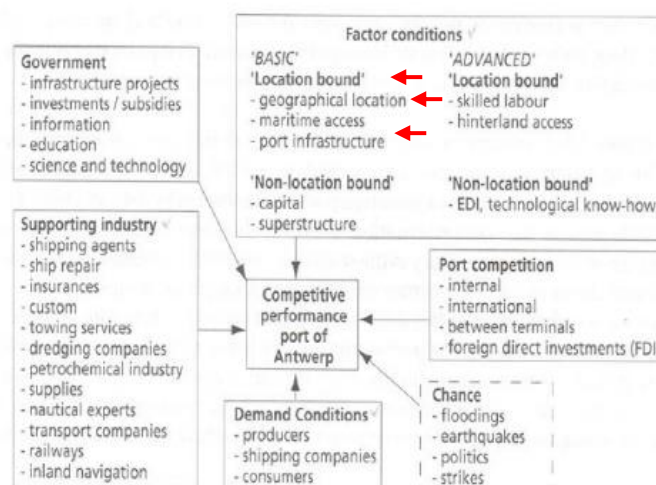 Factor conditions
'BASIC'
'Location bound'
- geographical location
- maritime access
- port infrastructure
'Non-location bound'
- capital
- superstructure
'ADVANCED'
'Location bound'
- skilled labour
- hinterland access
'Non-location bound'
- EDI, technological know-how
Government
- infrastructure projects
- investments / subsidies
- information
- education
- science and technology
Supporting industry
- shipping agents
- ship repair
- insurances
- custom
- towing services
- dredging companies
- petrochemical industry
- supplies
- nautical experts
- transport companies
- railways
- inland navigation
Competitive
performance
port of
Antwerp
Port competition
- internal
- international
- between terminals
- foreign direct investments (FDI
Demand Conditions
- producers
- shipping companies
- consumers
Chance
- floodings
- earthquakes
- politics
- strikes